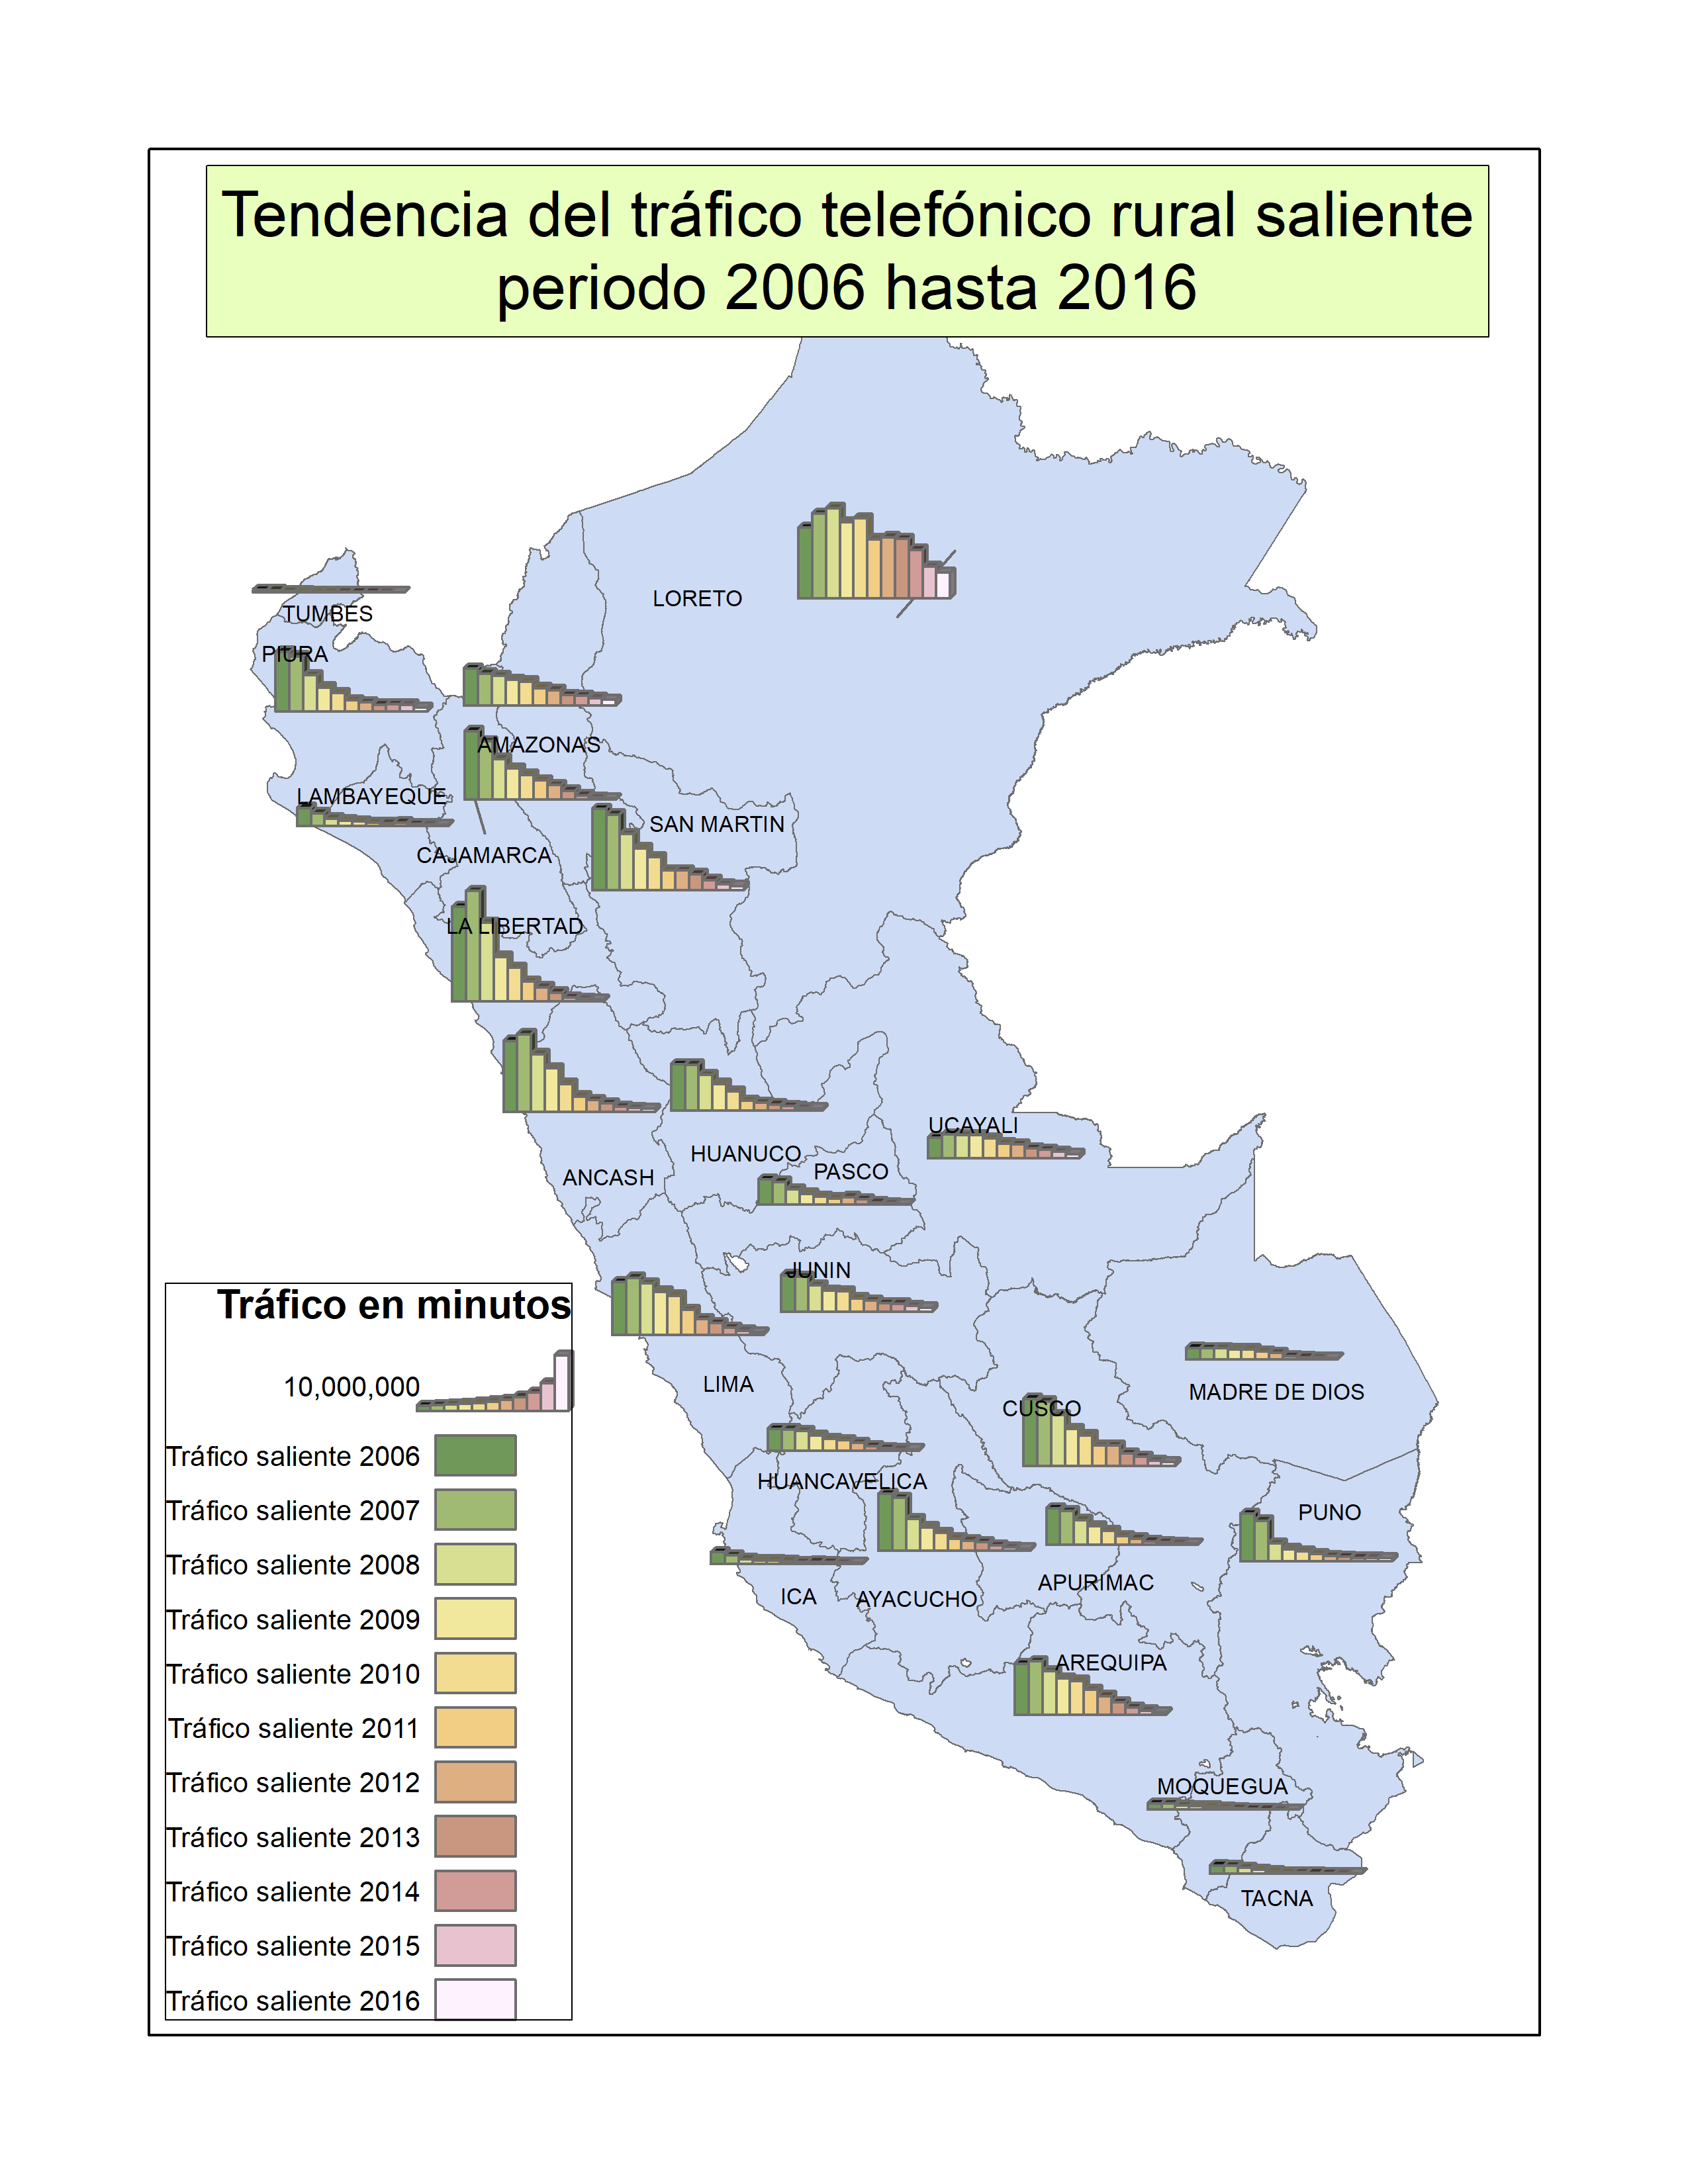 Tendencia del tráfico telefónico rural saliente
periodo 2006 hasta 2016
LORETO
TUMBES
PIURA
AMAZONAS
LAMBAYEQUE
SAN MARTIN
CAJAMARCA
LA LIBERTAD
UCAYALI
HUANUCO
PASCO
ANCASH
JUNIN
LIMA
MADRE DE DIOS
CUSCO
HUANCAVELICA
PUNO
APURIMAC
ICA
AYACUCHO
AREQUIPA
MOQUEGUA
TACNA
Tráfico en minutos
10,000,000
Tráfico saliente 2006
Tráfico saliente 2007
Tráfico saliente 2008
Tráfico saliente 2009
Tráfico saliente 2010
Tráfico saliente 2011
Tráfico saliente 2012
Tráfico saliente 2013
Tráfico saliente 2014
Tráfico saliente 2015
Tráfico saliente 2016